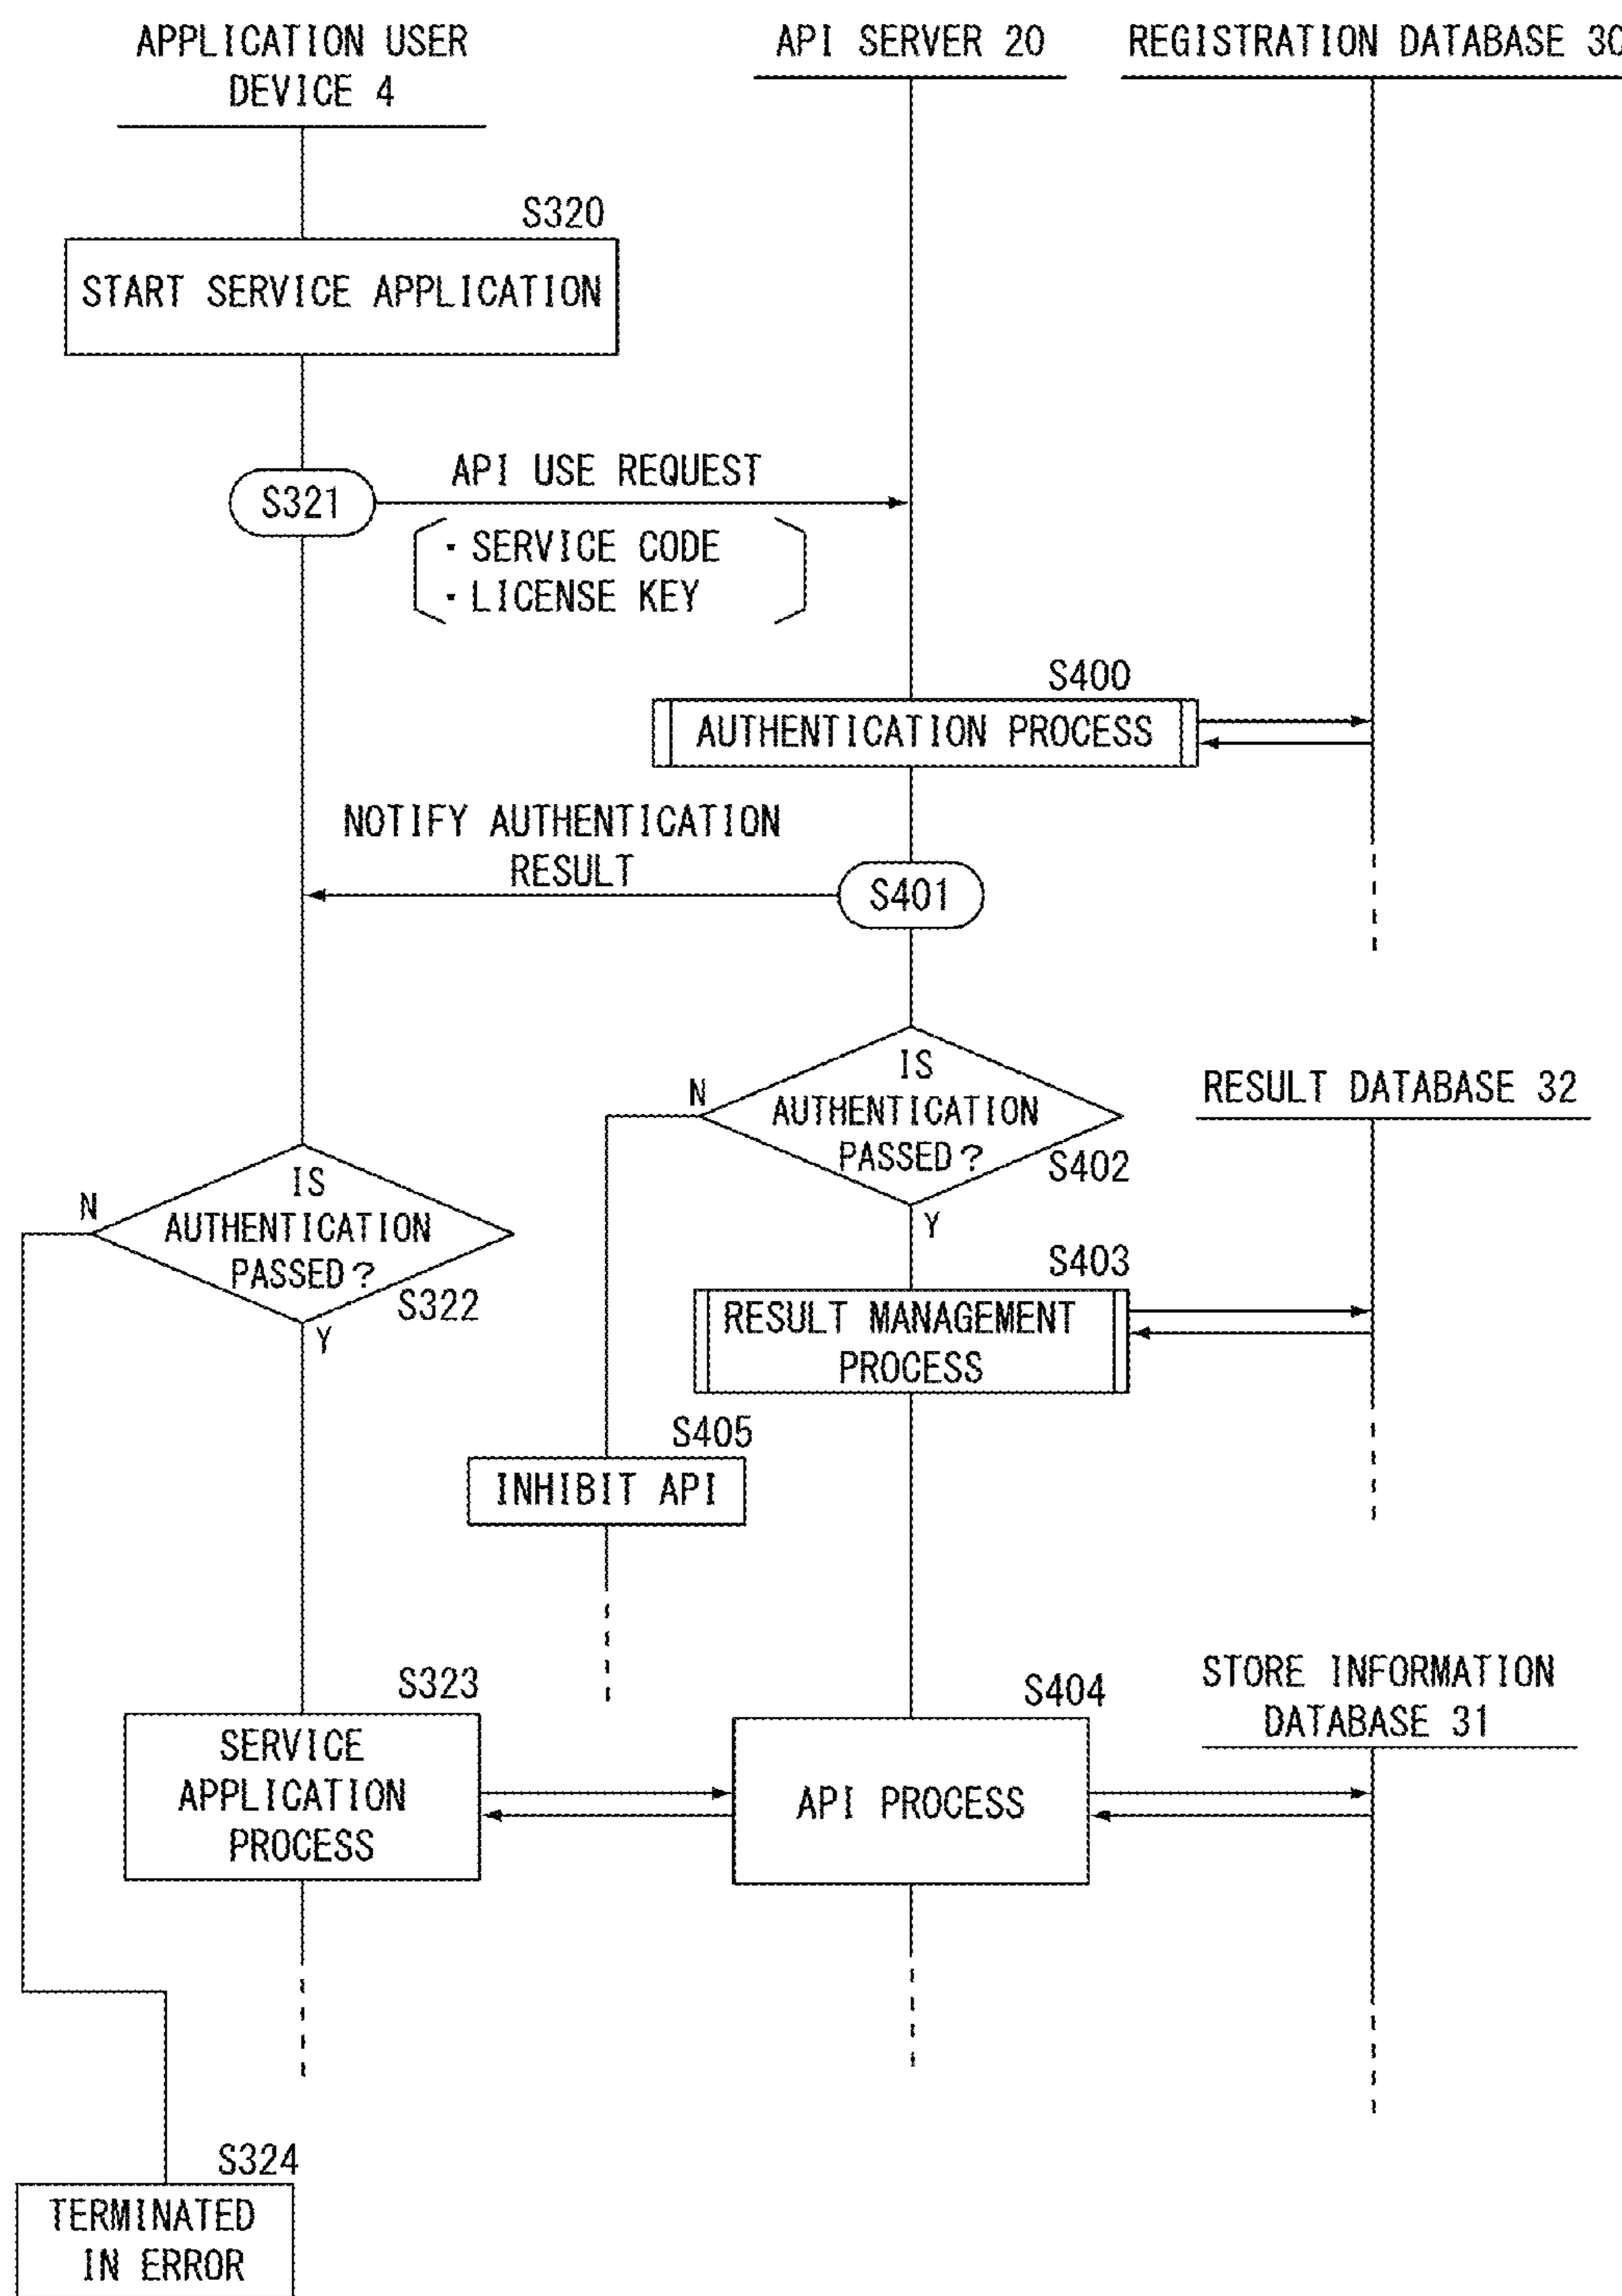 APPLICATION USER
DEVICE 4
API SERVER 20
REGISTRATION DATABASE 30
S320
START SERVICE APPLICATION
S321
API USE REQUEST
・SERVICE CODE
・LICENSE KEY
S400
AUTHENTICATION PROCESS
NOTIFY AUTHENTICATION
RESULT
S401
IS
AUTHENTICATION
PASSED?
N
S402
Y
RESULT DATABASE 32
IS
AUTHENTICATION
PASSED?
N
S322
Y
S403
RESULT MANAGEMENT
PROCESS
S405
INHIBIT API
S323
SERVICE
APPLICATION
PROCESS
S404
API PROCESS
STORE INFORMATION
DATABASE 31
S324
TERMINATED
IN ERROR